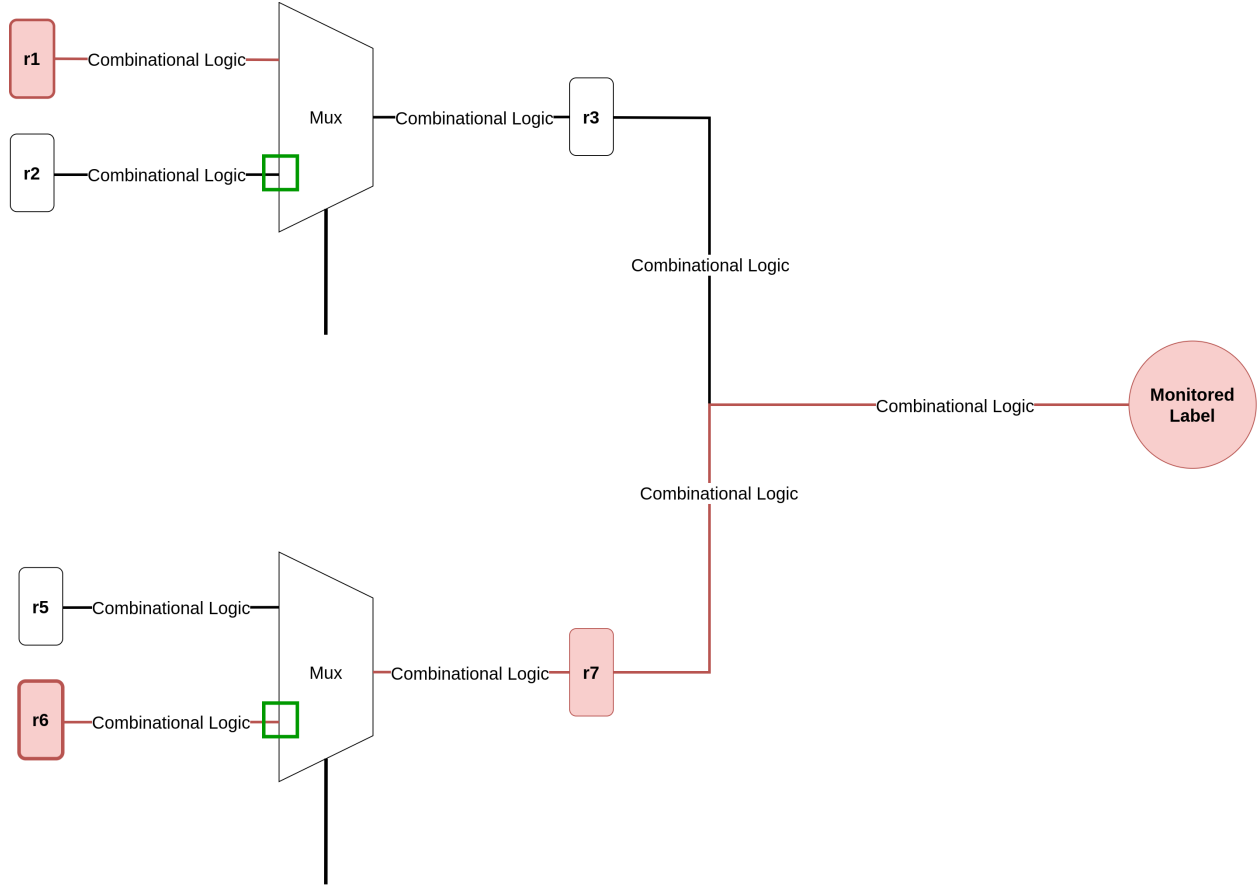 r1
Combinational Logic
r2
Combinational Logic
Mux
Combinational Logic
r3
Combinational Logic
Combinational Logic
Monitored
Label
Combinational Logic
r5
Combinational Logic
r6
Combinational Logic
Mux
Combinational Logic
r7